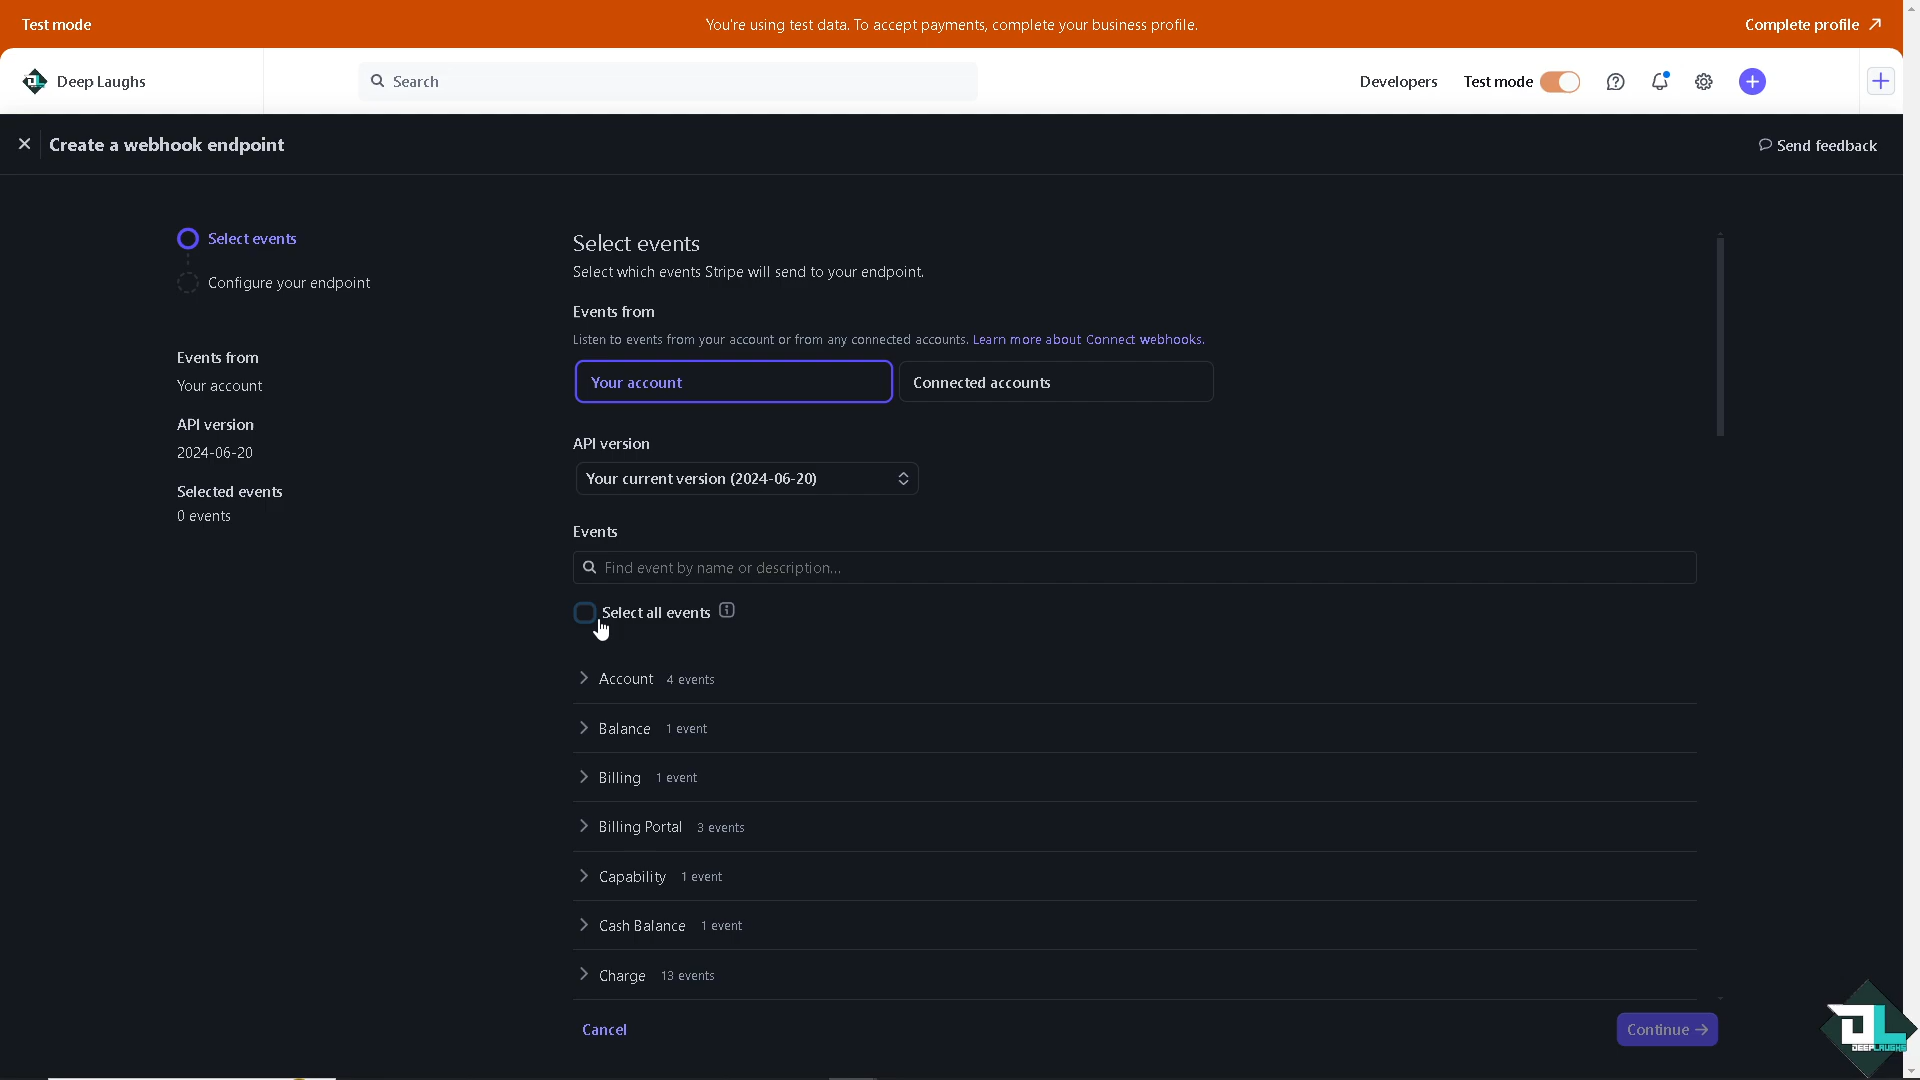 Test mode
You're using test data. To accept payments, complete your business profile.
Complete profile
Deep Laughs
Search
Developers
Test mode
Create a webhook endpoint
Send feedback
Select events
Configure your endpoint
Events from
Your account
API version
2024-06-20
Selected events
0 events
Select events
Select which events Stripe will send to your endpoint.
Events from
Listen to events from your account or from any connected accounts. Learn more about Connect webhooks.
Your account
Connected accounts
API version
Your current version (2024-06-20)
Events
Find event by name or description...
Select all events
Account 4 events
Balance 1 event
Billing 1 event
Billing Portal 3 events
Capability 1 event
Cash Balance 1 event
Charge 13 events
Cancel
Continue →
DL
DEEPLAUGHS